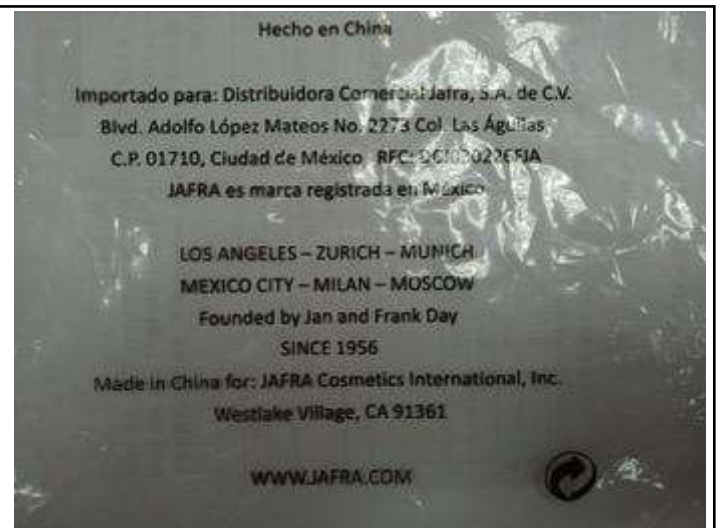 Hecho en China
Importado para: Distribuidora Comercial Jafra, S.A. de C.V.
Blvd. Adolfo López Mateos No. 2273 Col. Las Águilas,
C.P. 01710, Ciudad de México RFC:
JAFRA es marca registrada en México
LOS ANGELES – ZURICH – MUNICH
MEXICO CITY – MILAN – MOSCOW
Founded by Jan and Frank Day
SINCE 1956
Made in China for: JAFRA Cosmetics International, Inc.
Westlake Village, CA 91361
WWW.JAFRA.COM